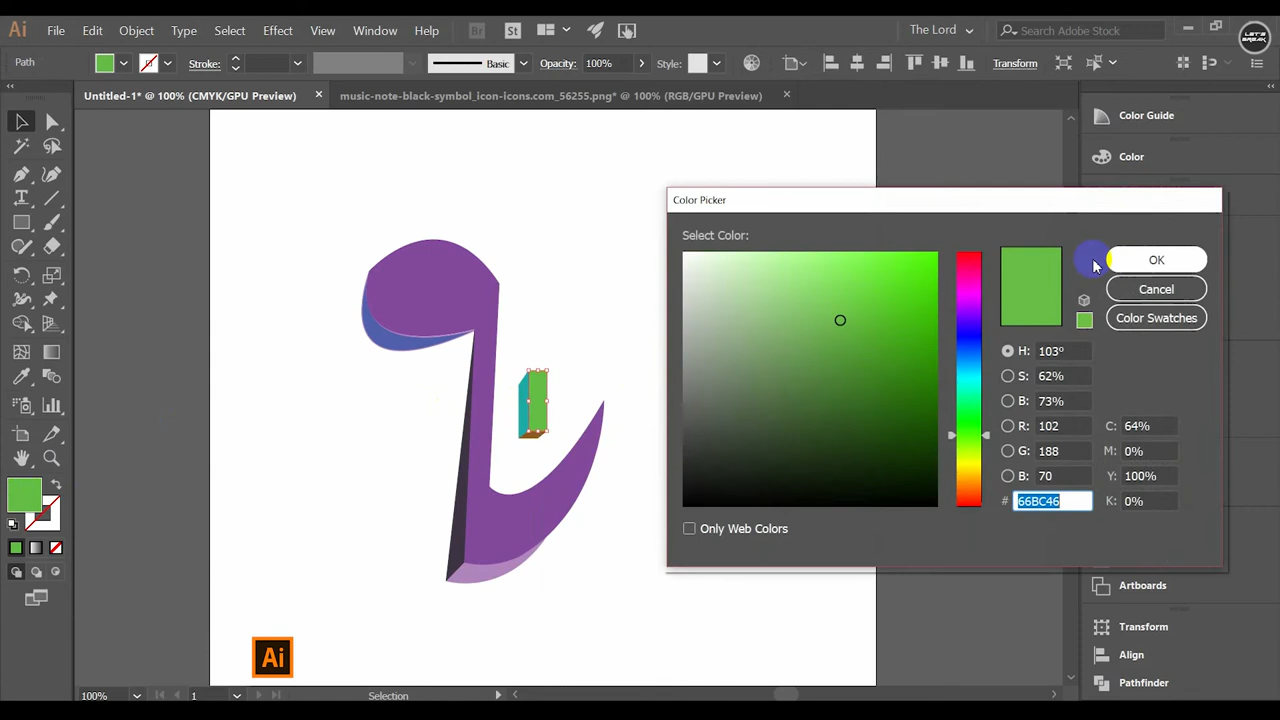 Ai File Edit Object Type Select Effect View Window Help Br St The Lord Search Adobe Stock LET'S BREAK
Path Stroke: Basic Opacity: 100% Style: Transform
Untitled-1* @ 100% (CMYK/GPU Preview) music-note-black-symbol_icon-icons.com_56255.png* @ 100% (RGB/GPU Preview)
Color Guide
Color
Color Picker
Select Color:
OK
Cancel
Color Swatches
H: 103º
S: 62%
B: 73%
R: 102 C: 64%
G: 188 M: 0%
B: 70 Y: 100%
# 66BC46 K: 0%
Only Web Colors
Artboards
Transform
Align
Pathfinder
Ai
100% 1 Selection